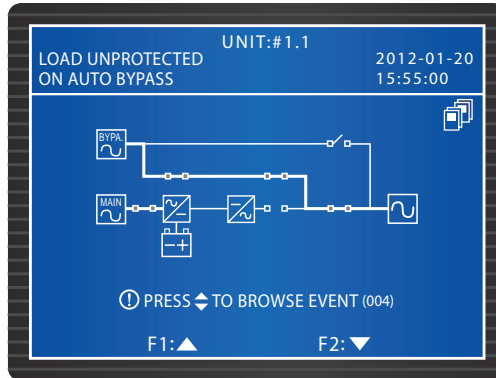 UNIT:#1.1
LOAD UNPROTECTED
ON AUTO BYPASS
2012-01-20
15:55:00
BYPA.
MAIN
PRESS TO BROWSE EVENT (004)
F1: F2: